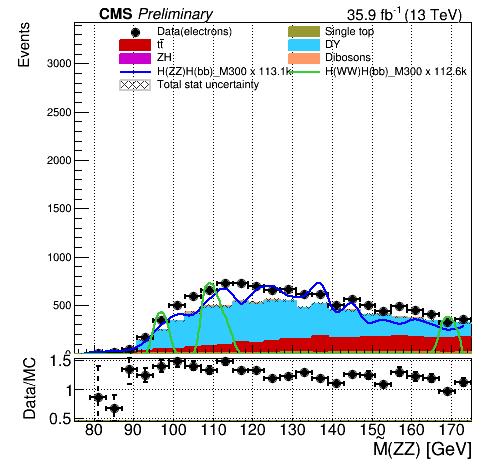 CMS Preliminary 35.9 fb⁻¹ (13 TeV)
Data(electrons) Single top
tt̄ DY
ZH Dibosons
H(ZZ)H(bb)_M300 x 113.1k H(WW)H(bb)_M300 x 112.6k
Total stat uncertainty
Events
3000
2500
2000
1500
1000
500
0
Data/MC
1.5
1
0.5
80 90 100 110 120 130 140 150 160 170
M̃(ZZ) [GeV]